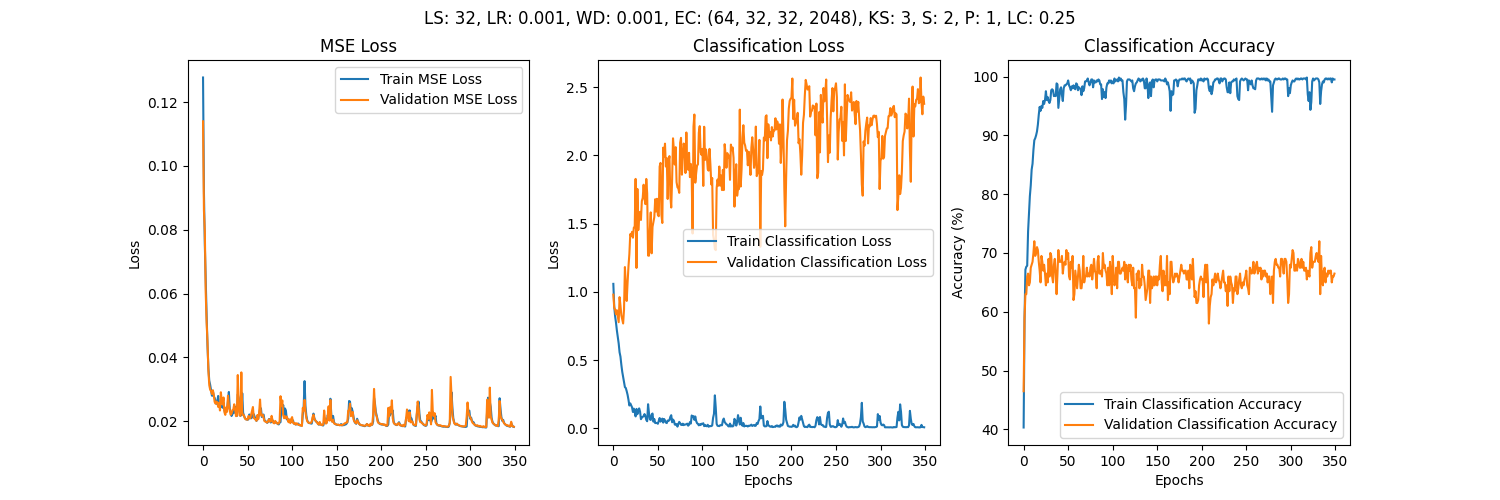 LS: 32, LR: 0.001, WD: 0.001, EC: (64, 32, 32, 2048), KS: 3, S: 2, P: 1, LC: 0.25
MSE Loss
Train MSE Loss
Validation MSE Loss
Loss
0.12
0.10
0.08
0.06
0.04
0.02
0 50 100 150 200 250 300 350
Epochs
Classification Loss
Train Classification Loss
Validation Classification Loss
Loss
2.5
2.0
1.5
1.0
0.5
0.0
0 50 100 150 200 250 300 350
Epochs
Classification Accuracy
Train Classification Accuracy
Validation Classification Accuracy
Accuracy (%)
100
90
80
70
60
50
40
0 50 100 150 200 250 300 350
Epochs